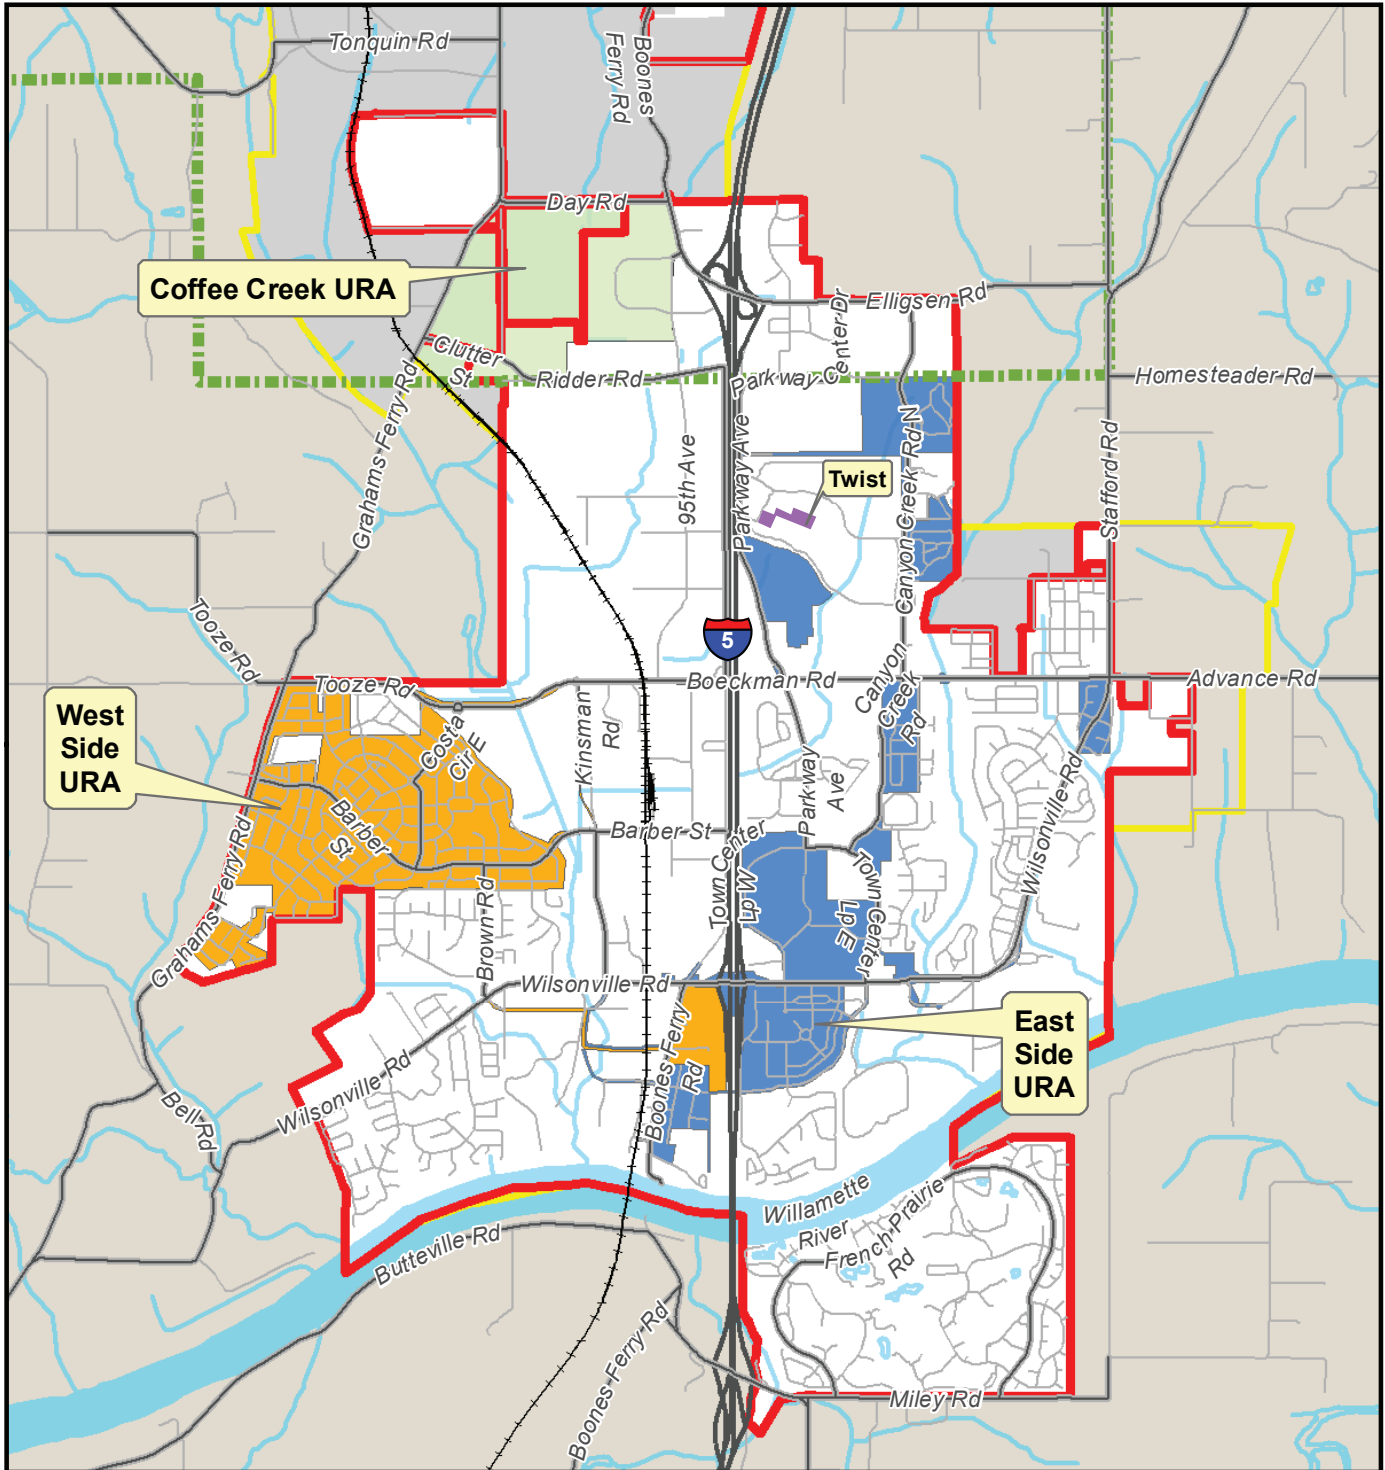 Tonquin Rd
Boones
Ferry Rd
Day Rd
Coffee Creek URA
Elligsen Rd
Parkway Center Dr
Clutter
St
Ridder Rd
Homesteader Rd
Grahams Ferry Rd
95th Ave
Parkway Ave
Canyon Creek Rd N
Stafford Rd
Twist
5
Tooze Rd
Tooze Rd
Boeckman Rd
Advance Rd
West
Side
URA
Costa
Cir E
Kinsman
Rd
Canyon
Creek
Rd
Parkway
Ave
Wilsonville Rd
Barber
St
Barber St
Town Center
Lp W
Town Center
Lp E
Grahams Ferry Rd
Brown Rd
Wilsonville Rd
East
Side
URA
Boones Ferry
Rd
Wilsonville Rd
Bell Rd
Willamette
River
French Prairie
Rd
Butteville Rd
Boones Ferry Rd
Miley Rd